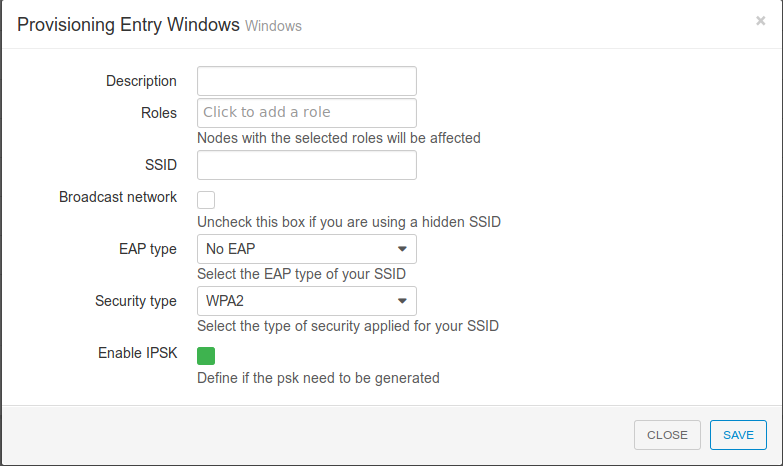 Provisioning Entry Windows Windows
×
Description
Roles Click to add a role
Nodes with the selected roles will be affected
SSID
Broadcast network
Uncheck this box if you are using a hidden SSID
EAP type No EAP
Select the EAP type of your SSID
Security type WPA2
Select the type of security applied for your SSID
Enable IPSK
Define if the psk need to be generated
CLOSE SAVE